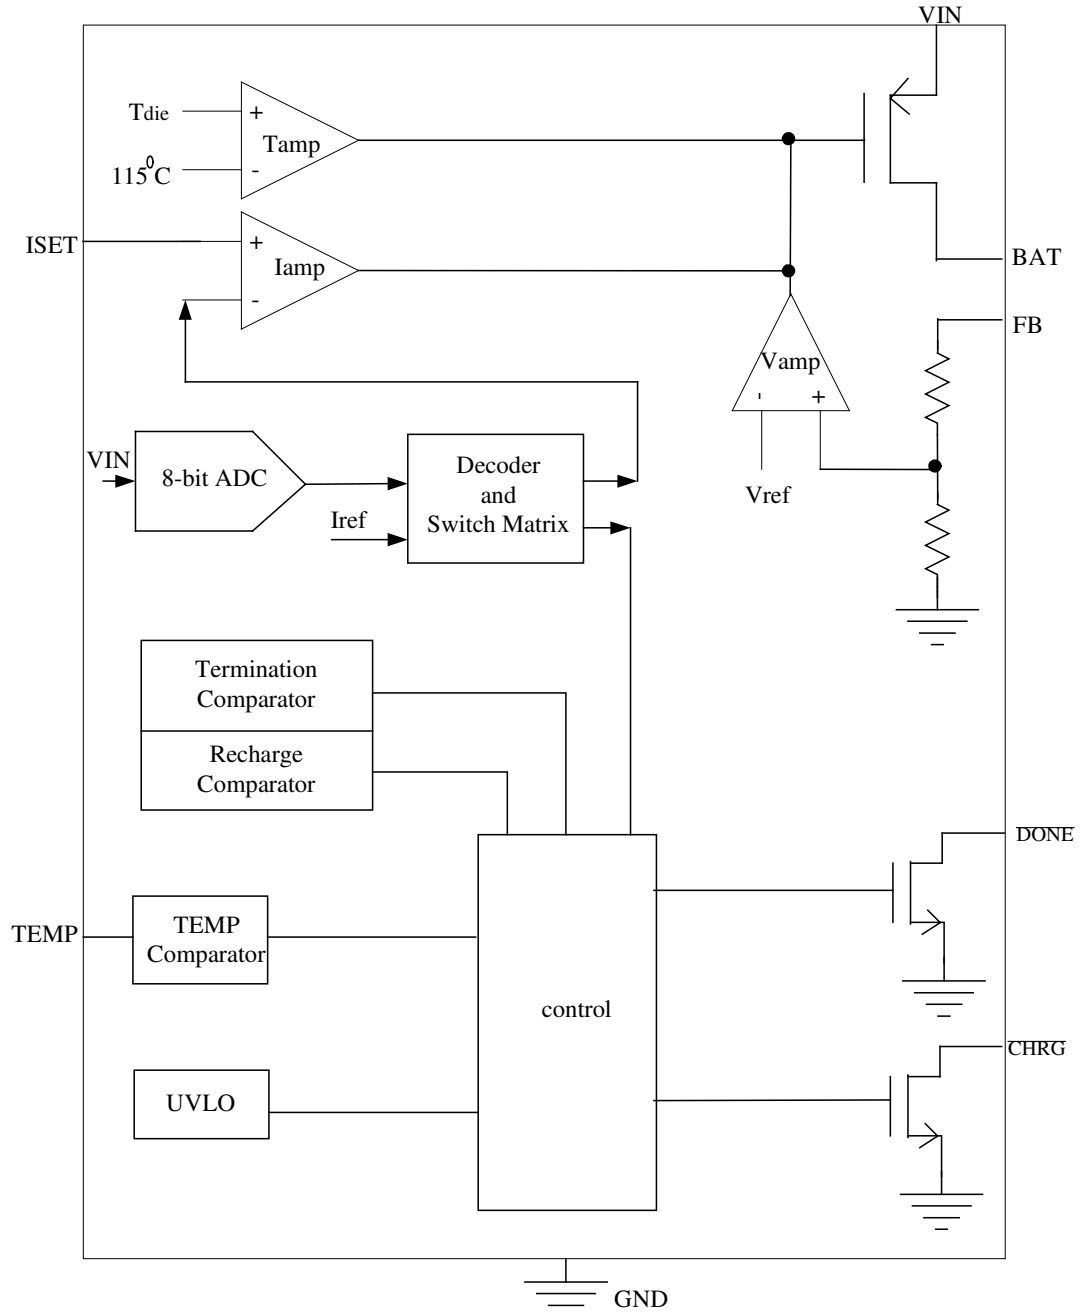 VIN
Tdie
+
Tamp
115⁰C
-
ISET
+
Iamp
-
BAT
FB
Vamp
- +
Vref
VIN
8-bit ADC
Decoder
and
Switch Matrix
Iref
Termination
Comparator
Recharge
Comparator
DONE
TEMP
TEMP
Comparator
control
CHRG
UVLO
GND